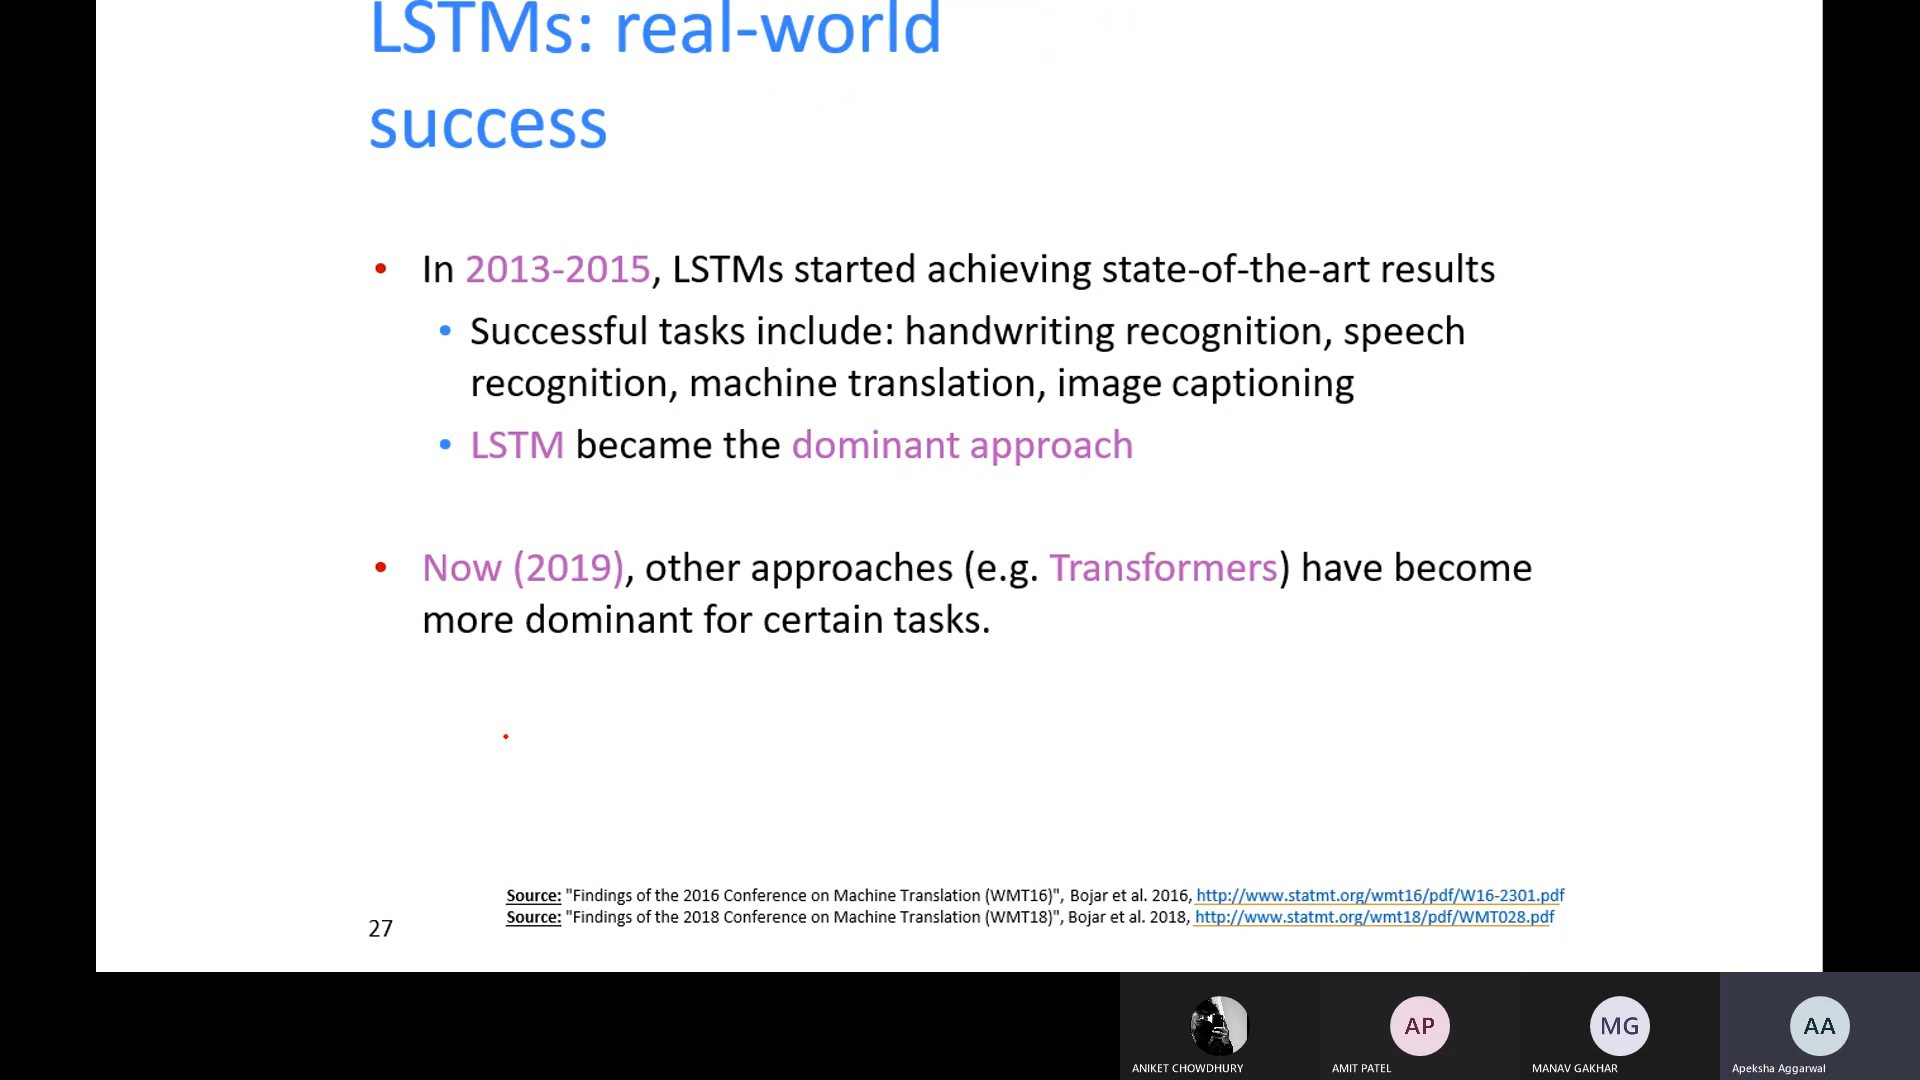 LSTMs: real-world
success
• In 2013-2015, LSTMs started achieving state-of-the-art results
• Successful tasks include: handwriting recognition, speech
recognition, machine translation, image captioning
• LSTM became the dominant approach
• Now (2019), other approaches (e.g. Transformers) have become
more dominant for certain tasks.
Source: "Findings of the 2016 Conference on Machine Translation (WMT16)", Bojar et al. 2016, http://www.statmt.org/wmt16/pdf/W16-2301.pdf
Source: "Findings of the 2018 Conference on Machine Translation (WMT18)", Bojar et al. 2018, http://www.statmt.org/wmt18/pdf/WMT028.pdf
27
AP
MG
AA
ANIKET CHOWDHURY
AMIT PATEL
MANAV GAKHAR
Apeksha Aggarwal